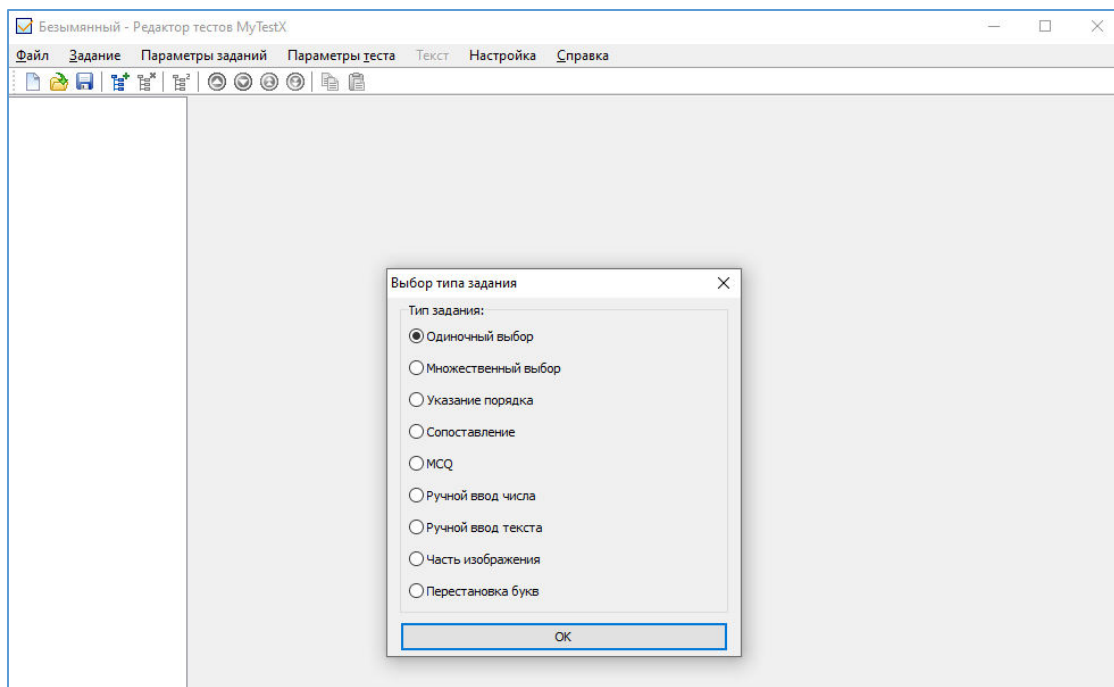 Безымянный - Редактор тестов MyTestX
Файл Задание Параметры заданий Параметры теста Текст Настройка Справка
Выбор типа задания
Тип задания:
Одиночный выбор
Множественный выбор
Указание порядка
Сопоставление
MCQ
Ручной ввод числа
Ручной ввод текста
Часть изображения
Перестановка букв
OK